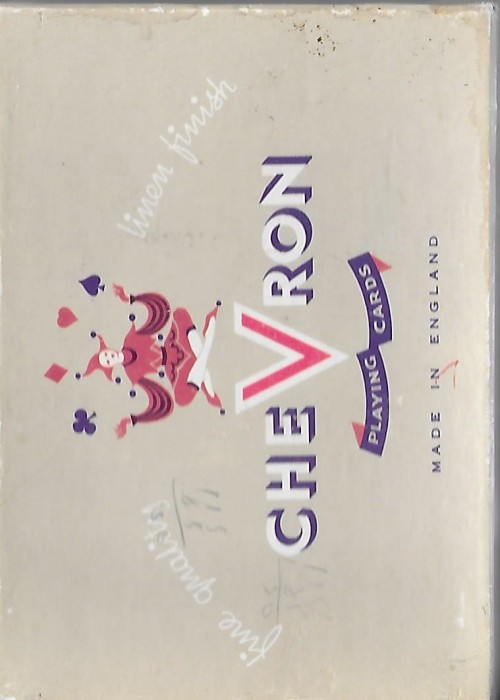 fine quality linen finish
CHEVRON
PLAYING CARDS
MADE IN ENGLAND